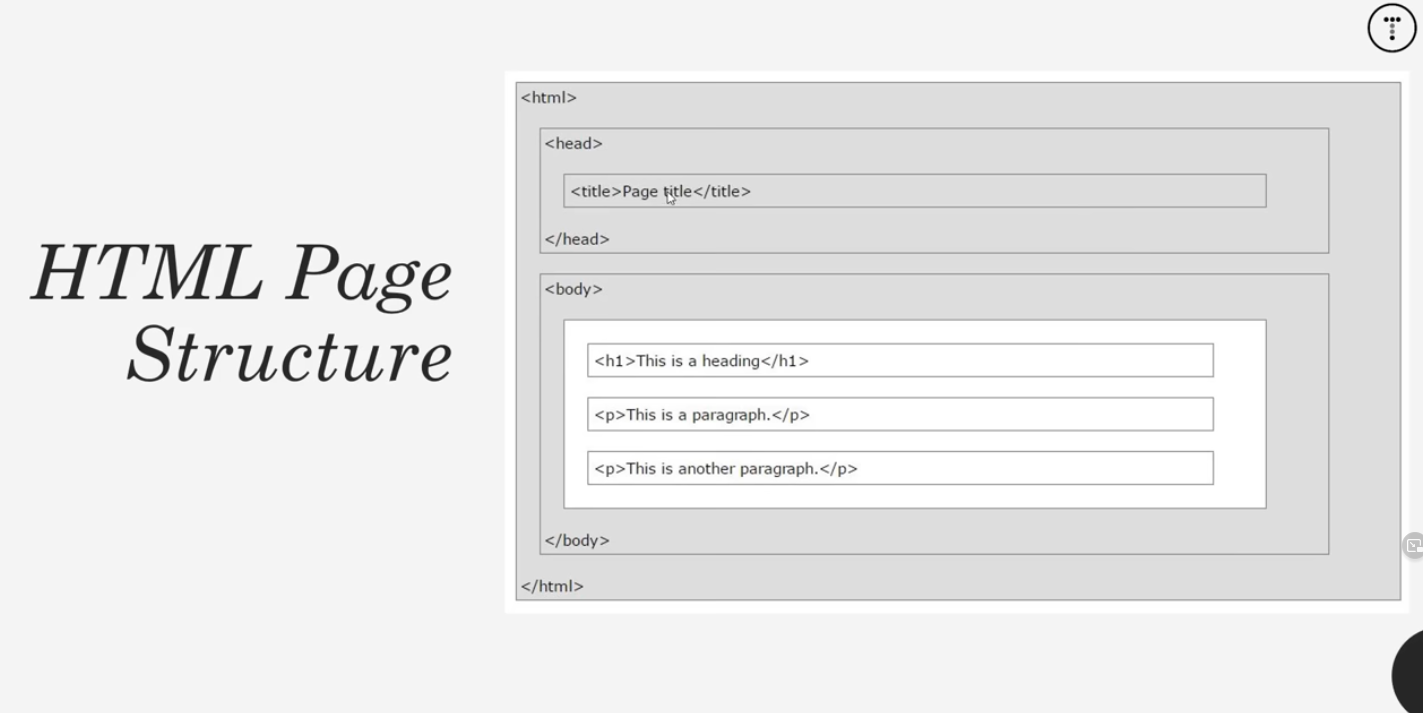 HTML Page
Structure
<html>
<head>
<title>Page title</title>
</head>
<body>
<h1>This is a heading</h1>
<p>This is a paragraph.</p>
<p>This is another paragraph.</p>
</body>
</html>